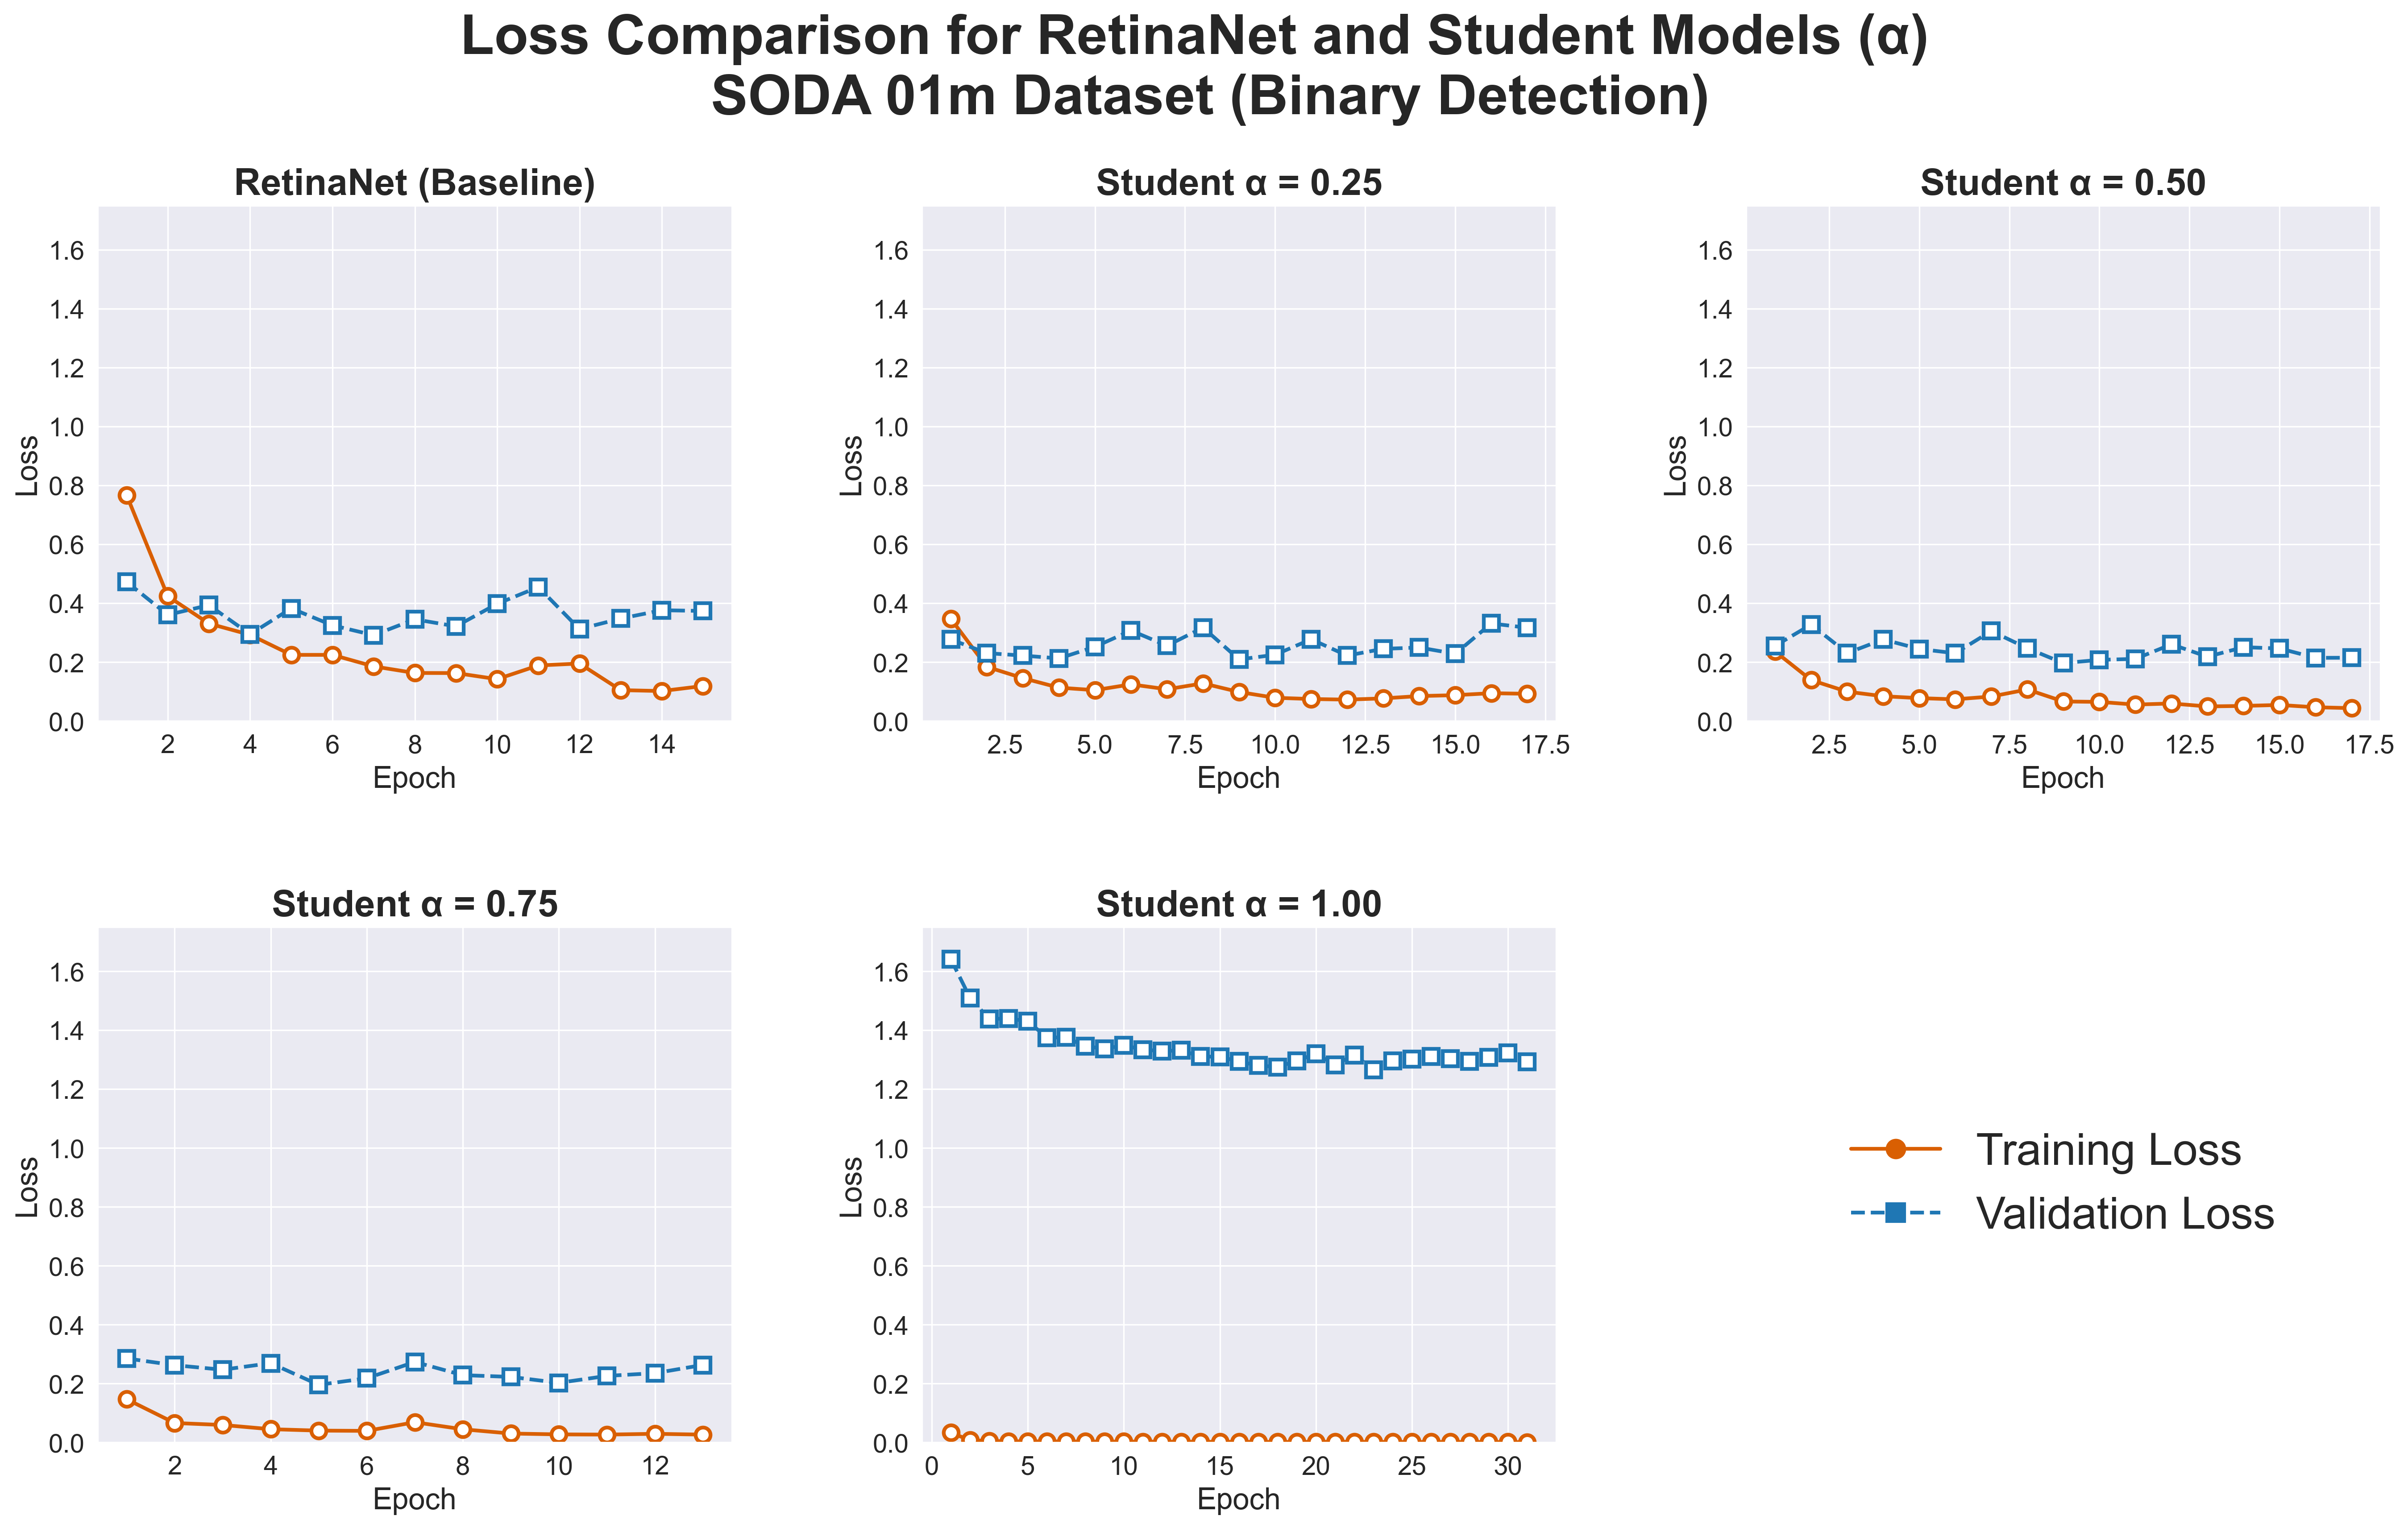 Loss Comparison for RetinaNet and Student Models (α)
SODA 01m Dataset (Binary Detection)
RetinaNet (Baseline)
1.6
1.4
1.2
1.0
0.8
0.6
0.4
0.2
0.0
Loss
2 4 6 8 10 12 14
Epoch
Student α = 0.25
1.6
1.4
1.2
1.0
0.8
0.6
0.4
0.2
0.0
Loss
2.5 5.0 7.5 10.0 12.5 15.0 17.5
Epoch
Student α = 0.50
1.6
1.4
1.2
1.0
0.8
0.6
0.4
0.2
0.0
Loss
2.5 5.0 7.5 10.0 12.5 15.0 17.5
Epoch
Student α = 0.75
1.6
1.4
1.2
1.0
0.8
0.6
0.4
0.2
0.0
Loss
2 4 6 8 10 12
Epoch
Student α = 1.00
1.6
1.4
1.2
1.0
0.8
0.6
0.4
0.2
0.0
Loss
0 5 10 15 20 25 30
Epoch
Training Loss
Validation Loss